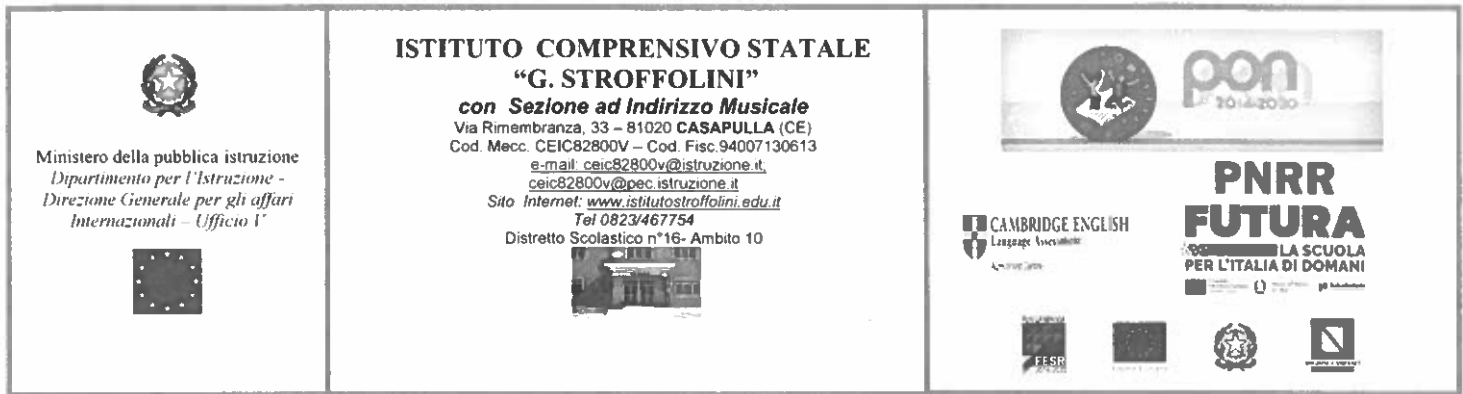 Ministero della pubblica istruzione
Dipartimento per l'Istruzione -
Direzione Generale per gli affari
Internazionali – Ufficio V
ISTITUTO COMPRENSIVO STATALE
“G. STROFFOLINI”
con Sezione ad Indirizzo Musicale
Via Rimembranza, 33 – 81020 CASAPULLA (CE)
Cod. Mecc. CEIC82800V – Cod. Fisc.94007130613
e-mail: ceic82800v@istruzione.it;
ceic82800v@pec.istruzione.it
Sito Internet: www.istitutostroffolini.edu.it
Tel 0823/467754
Distretto Scolastico n°16- Ambito 10
pon
2014-2020
CAMBRIDGE ENGLISH
Language Assessment
PNRR
FUTURA
LA SCUOLA
PER L'ITALIA DI DOMANI
FESR